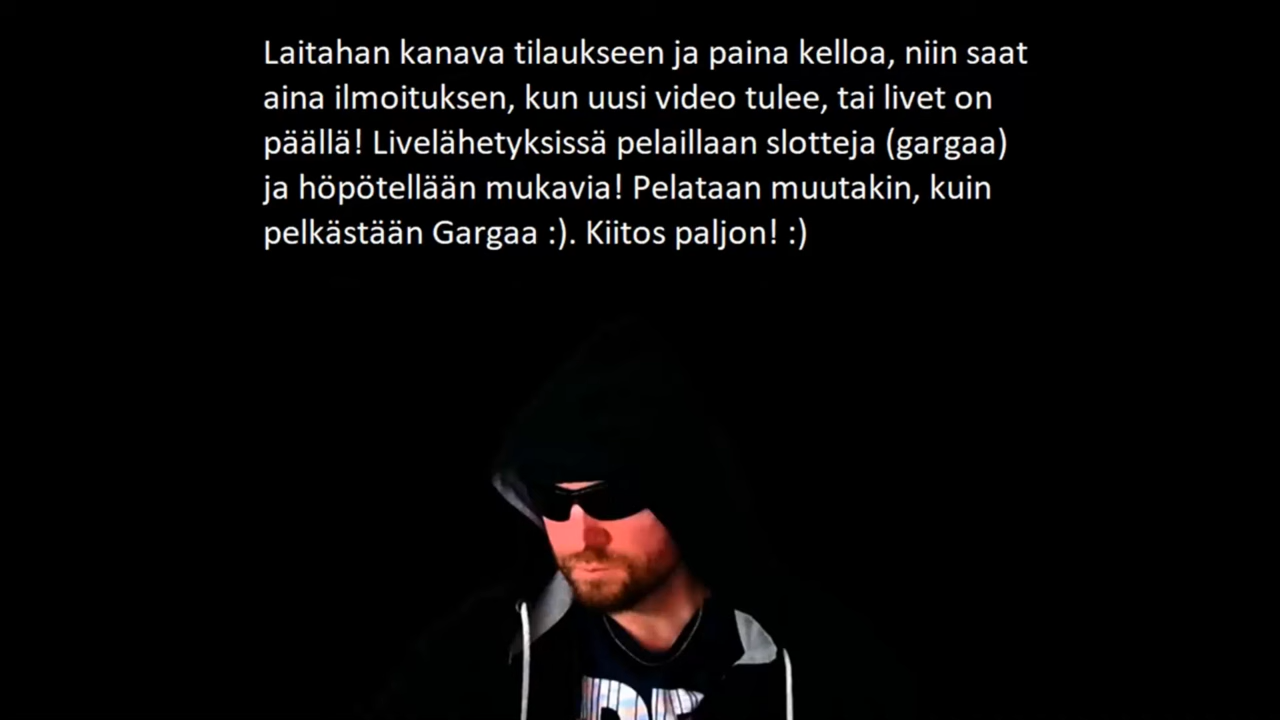 Laitahan kanava tilaukseen ja paina kelloa, niin saat
aina ilmoituksen, kun uusi video tulee, tai livet on
päällä! Livelähetyksissä pelaillaan slotteja (gargaa)
ja höpötellään mukavia! Pelataan muutakin, kuin
pelkästään Gargaa :). Kiitos paljon! :)